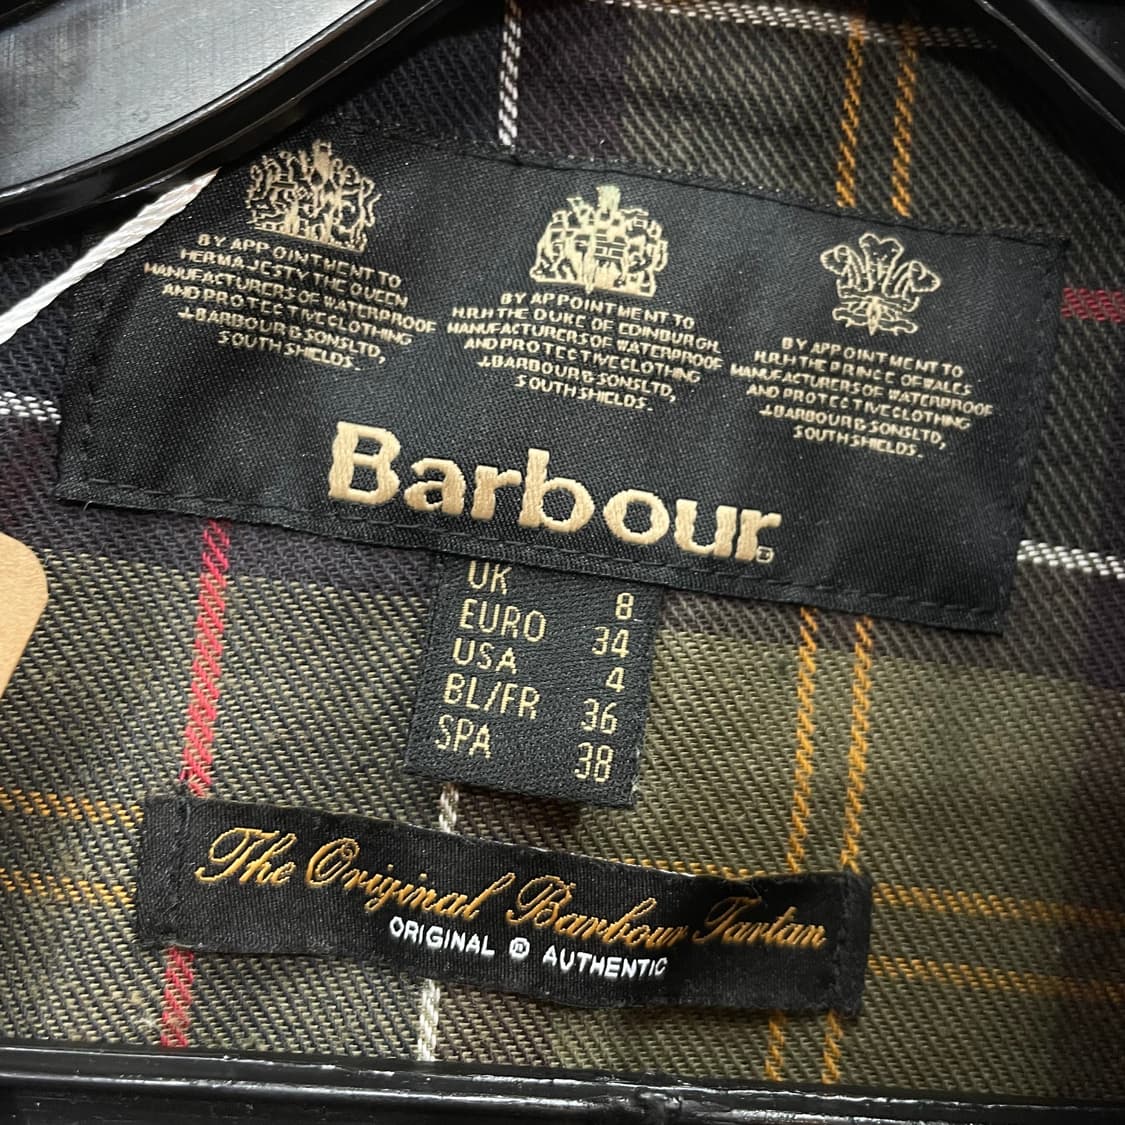 BY APPOINTMENT TO
HER MAJESTY THE QUEEN
MANUFACTURERS OF WATERPROOF
AND PROTECTIVE CLOTHING
J.BARBOUR & SONS LTD,
SOUTH SHIELDS.
BY APPOINTMENT TO
H.R.H THE DUKE OF EDINBURGH
MANUFACTURERS OF WATERPROOF
AND PROTECTIVE CLOTHING
J.BARBOUR & SONS LTD,
SOUTH SHIELDS.
BY APPOINTMENT TO
H.R.H THE PRINCE OF WALES
MANUFACTURERS OF WATERPROOF
AND PROTECTIVE CLOTHING
J.BARBOUR & SONS LTD,
SOUTH SHIELDS.
Barbour®
UK 8
EURO 34
USA 4
BL/FR 36
SPA 38
The Original Barbour Tartan
ORIGINAL ® AUTHENTIC